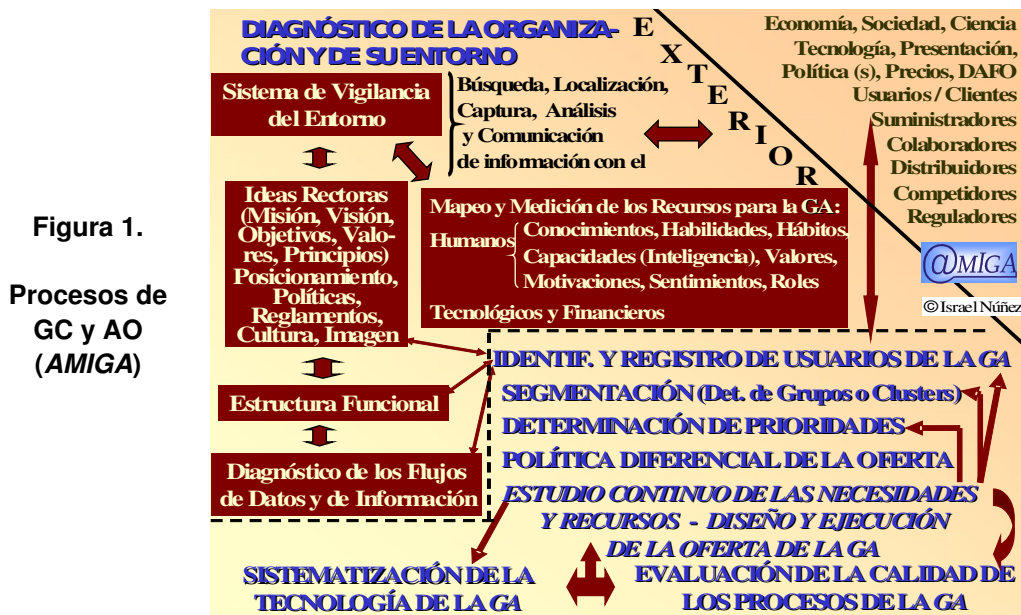 Figura 1.
Procesos de
GC y AO
(AMIGA)
DIAGNÓSTICO DE LA ORGANIZA-
CIÓN Y DE SU ENTORNO
EXTERIOR
Economía, Sociedad, Ciencia
Tecnología, Presentación,
Política (s), Precios, DAFO
Usuarios / Clientes
Suministradores
Colaboradores
Distribuidores
Competidores
Reguladores
@MIGA
© Israel Núñez
Sistema de Vigilancia
del Entorno
Búsqueda, Localización,
Captura, Análisis
y Comunicación
de información con el
Ideas Rectoras
(Misión, Visión,
Objetivos, Valo-
res, Principios)
Posicionamiento,
Políticas,
Reglamentos,
Cultura, Imagen
Mapeo y Medición de los Recursos para la GA:
Humanos
Conocimientos, Habilidades, Hábitos,
Capacidades (Inteligencia), Valores,
Motivaciones, Sentimientos, Roles
Tecnológicos y Financieros
Estructura Funcional
Diagnóstico de los Flujos
de Datos y de Información
IDENTIF. Y REGISTRO DE USUARIOS DE LA GA
SEGMENTACIÓN (Det. de Grupos o Clusters)
DETERMINACIÓN DE PRIORIDADES
POLÍTICA DIFERENCIAL DE LA OFERTA
ESTUDIO CONTINUO DE LAS NECESIDADES
Y RECURSOS - DISEÑO Y EJECUCIÓN
DE LA OFERTA DE LA GA
SISTEMATIZACIÓN DE LA
TECNOLOGÍA DE LA GA
EVALUACIÓN DE LA CALIDAD DE
LOS PROCESOS DE LA GA